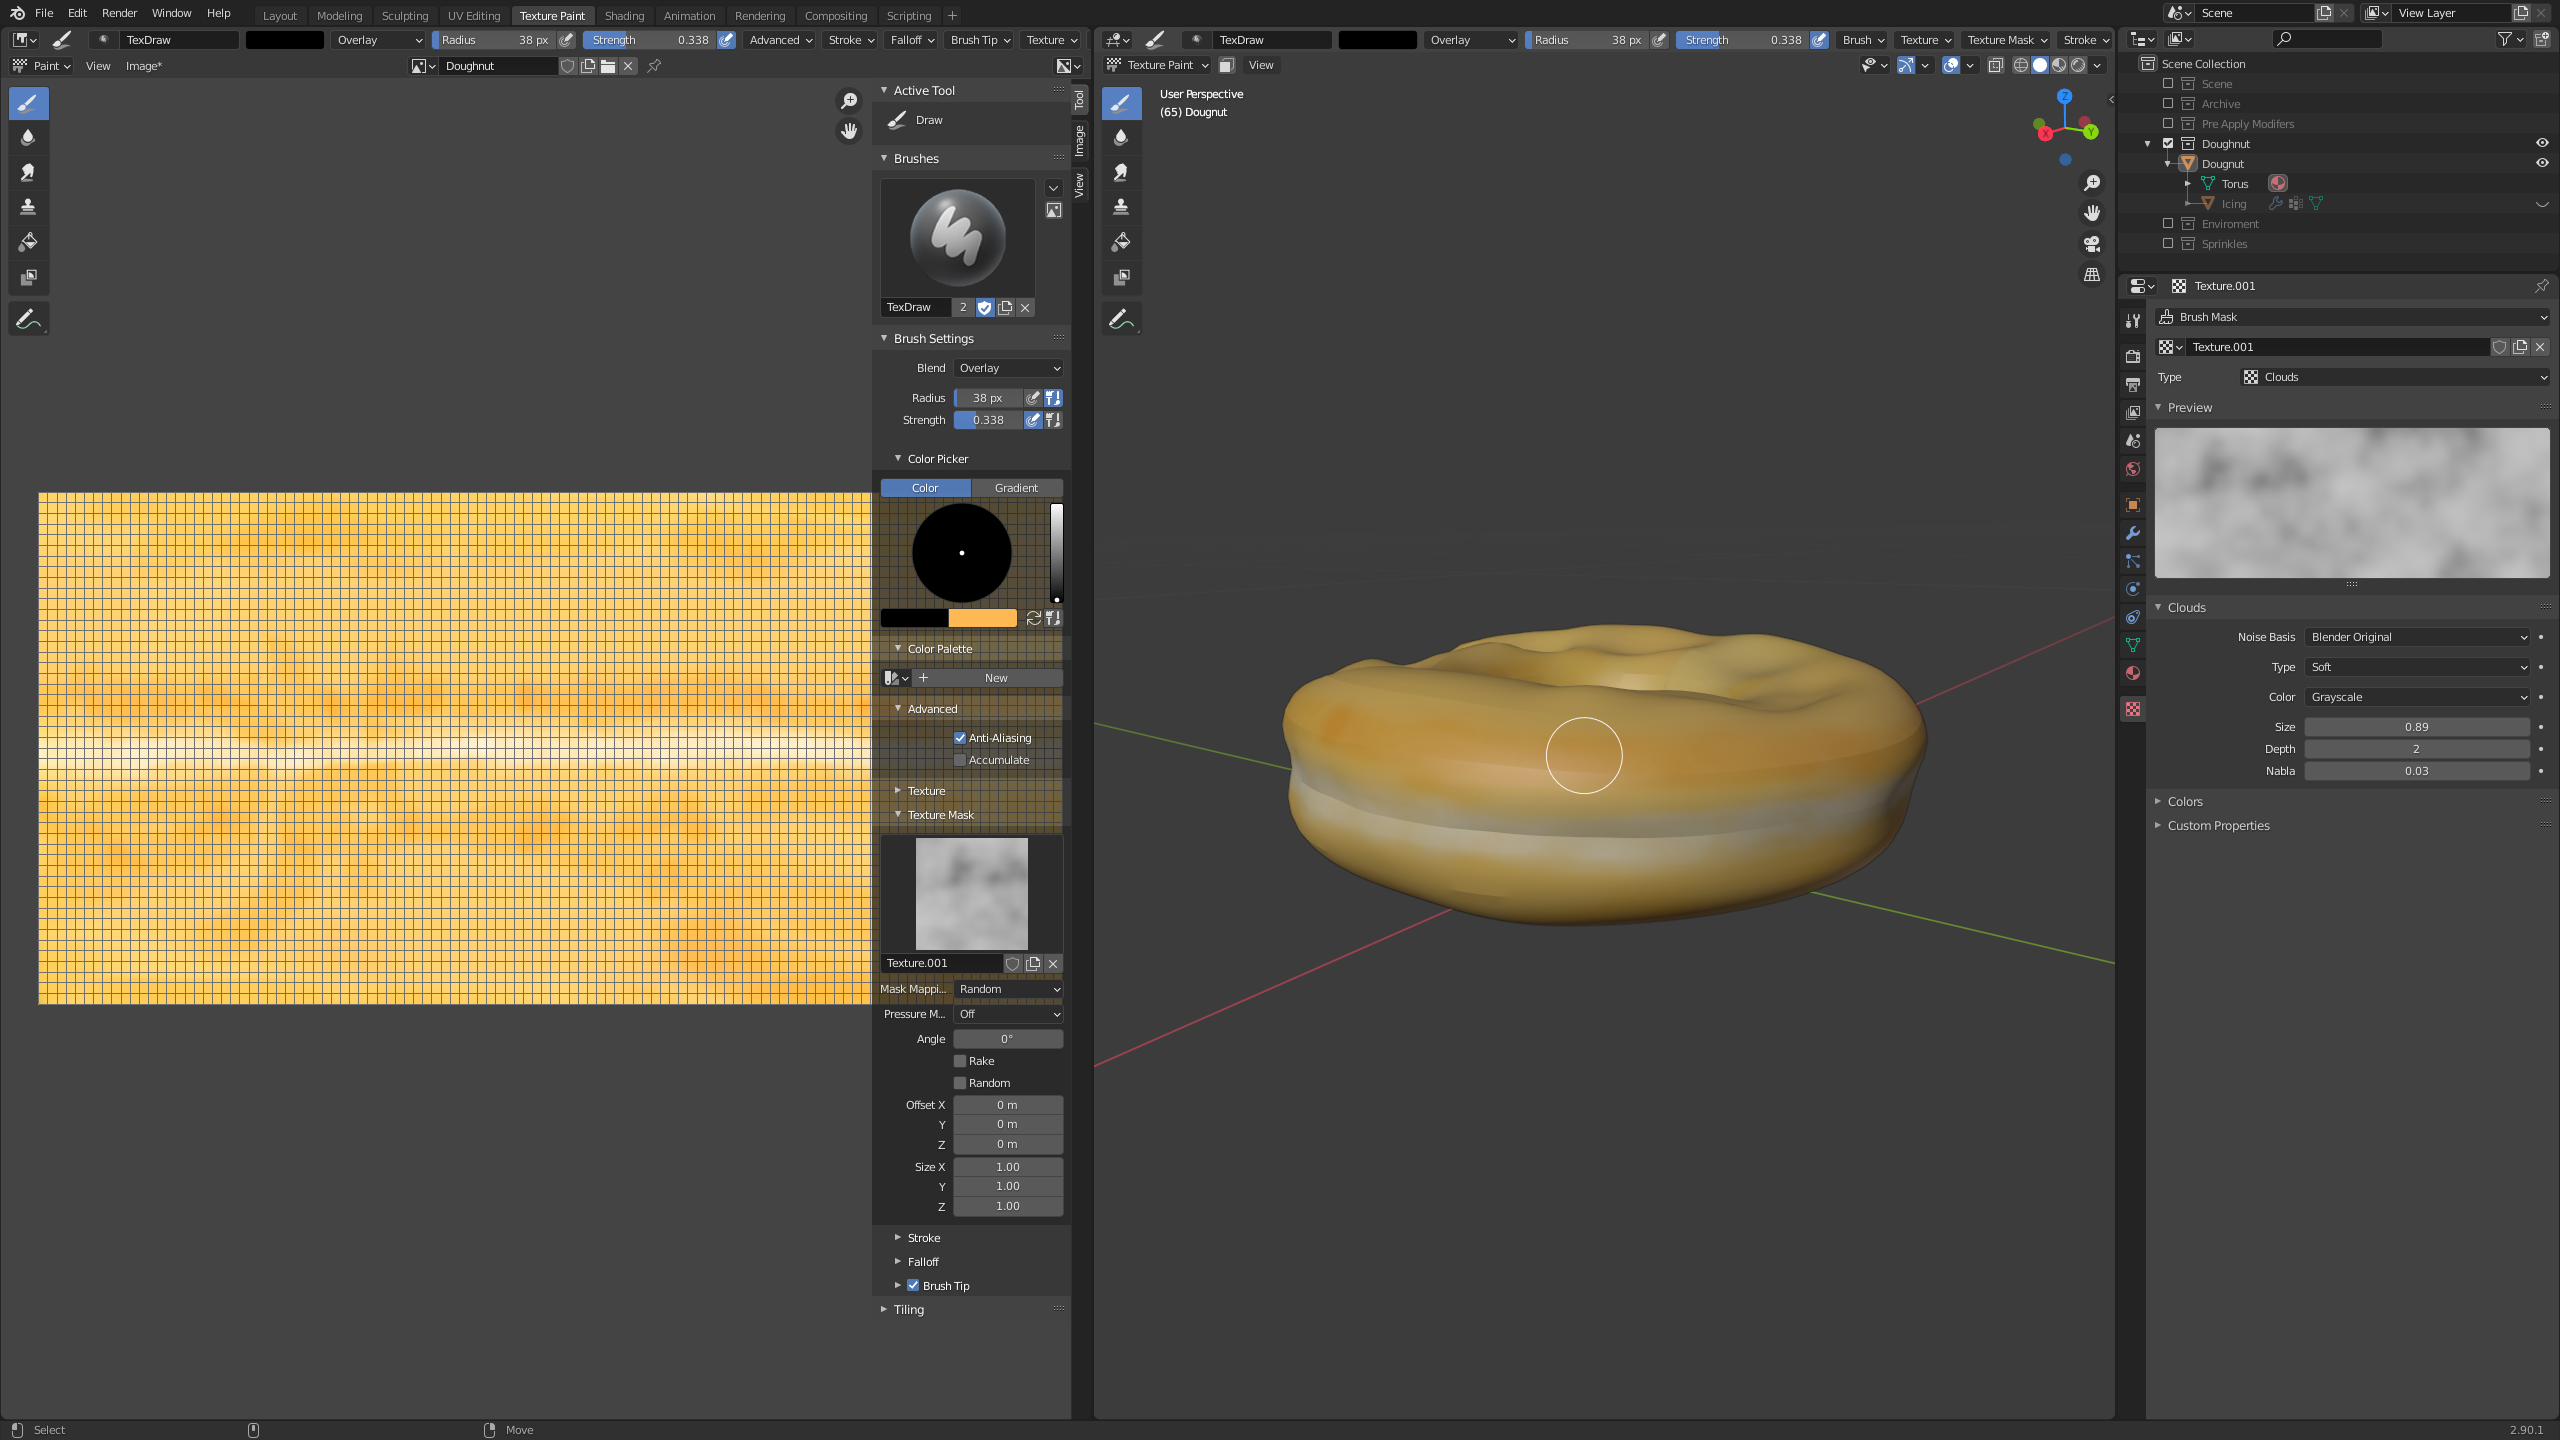 File Edit Render Window Help Layout Modeling Sculpting UV Editing Texture Paint Shading Animation Rendering Compositing Scripting + Scene View Layer
TexDraw Overlay Radius 38 px Strength 0.338 Advanced Stroke Falloff Brush Tip Texture
Paint View Image* Doughnut
Active Tool
Draw
Brushes
TexDraw 2
Brush Settings
Blend Overlay
Radius 38 px
Strength 0.338
Color Picker
Color Gradient
Color Palette
+ New
Advanced
Anti-Aliasing
Accumulate
Texture
Texture Mask
Texture.001
Mask Mappi... Random
Pressure M... Off
Angle 0°
Rake
Random
Offset X 0 m
Y 0 m
Z 0 m
Size X 1.00
Y 1.00
Z 1.00
Stroke
Falloff
Brush Tip
Tiling
Tool
Image
View
TexDraw Overlay Radius 38 px Strength 0.338 Brush Texture Texture Mask Stroke
Texture Paint View
User Perspective
(65) Dougnut
Z
X
Y
Scene Collection
Scene
Archive
Pre Apply Modifers
Doughnut
Dougnut
Torus
Icing
Enviroment
Sprinkles
Texture.001
Brush Mask
Texture.001
Type Clouds
Preview
Clouds
Noise Basis Blender Original
Type Soft
Color Grayscale
Size 0.89
Depth 2
Nabla 0.03
Colors
Custom Properties
Select Move 2.90.1